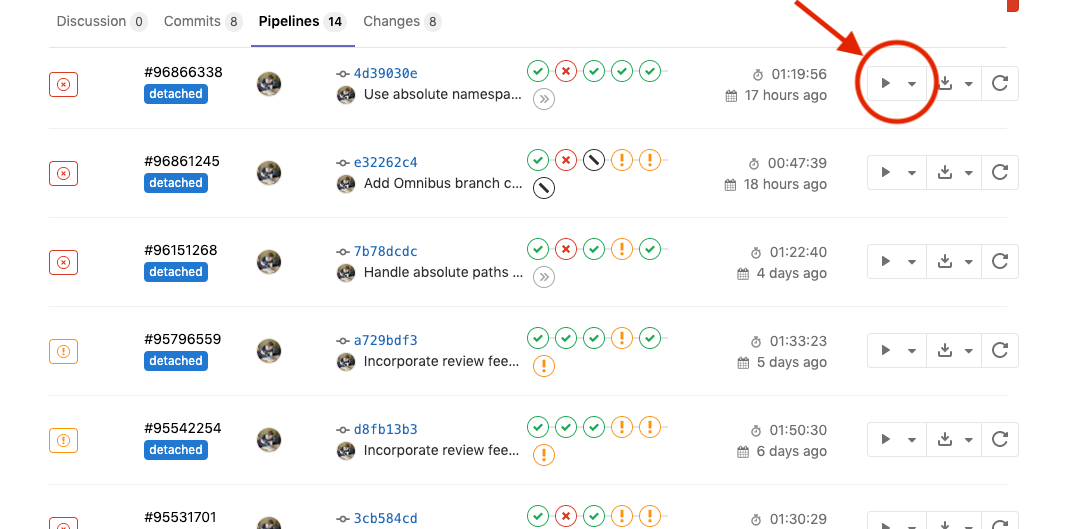 Discussion 0 Commits 8 Pipelines 14 Changes 8
#96866338 4d39030e 01:19:56
detached Use absolute namespa... 17 hours ago
#96861245 e32262c4 00:47:39
detached Add Omnibus branch c... 18 hours ago
#96151268 7b78dcdc 01:22:40
detached Handle absolute paths ... 4 days ago
#95796559 a729bdf3 01:33:23
detached Incorporate review fee... 5 days ago
#95542254 d8fb13b3 01:50:30
detached Incorporate review fee... 6 days ago
#95531701 3cb584cd 01:30:29